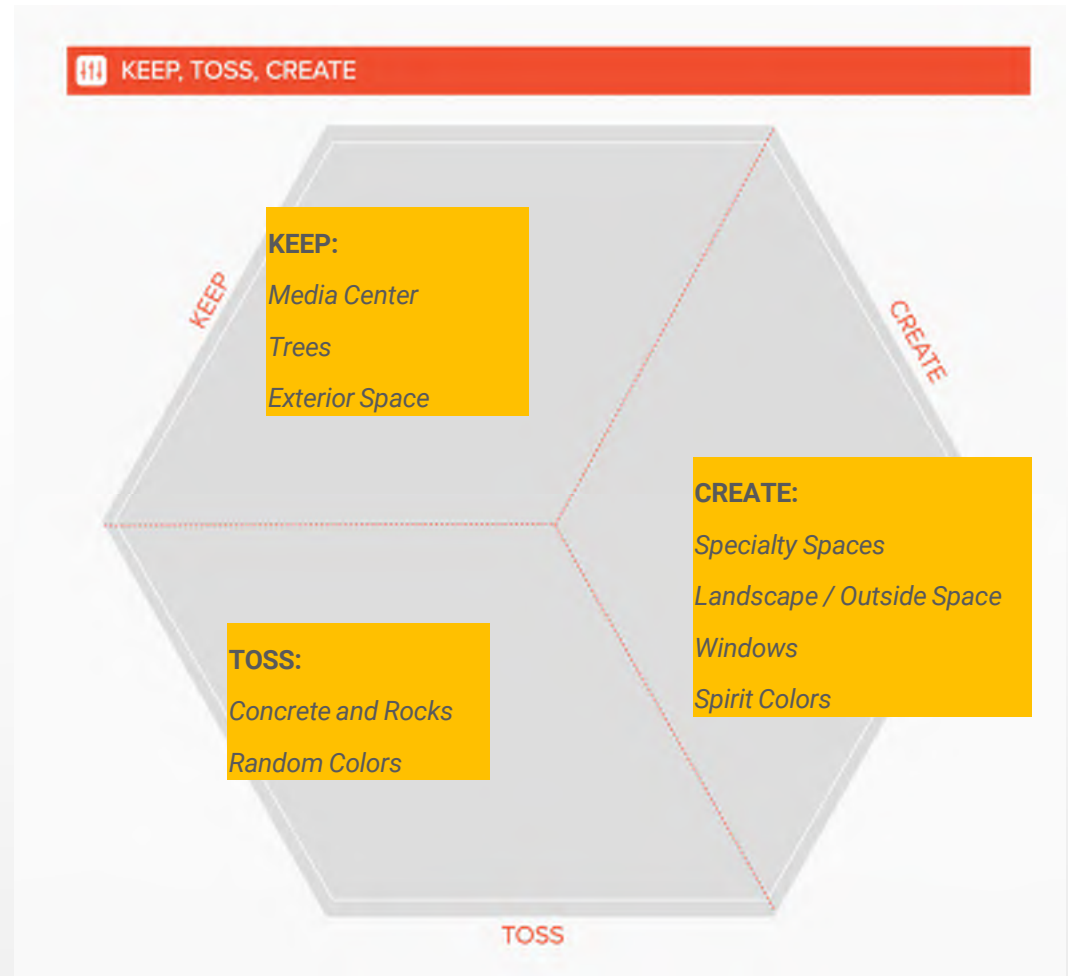 KEEP, TOSS, CREATE
KEEP
KEEP:
Media Center
Trees
Exterior Space
CREATE
CREATE:
Specialty Spaces
Landscape / Outside Space
Windows
Spirit Colors
TOSS:
Concrete and Rocks
Random Colors
TOSS